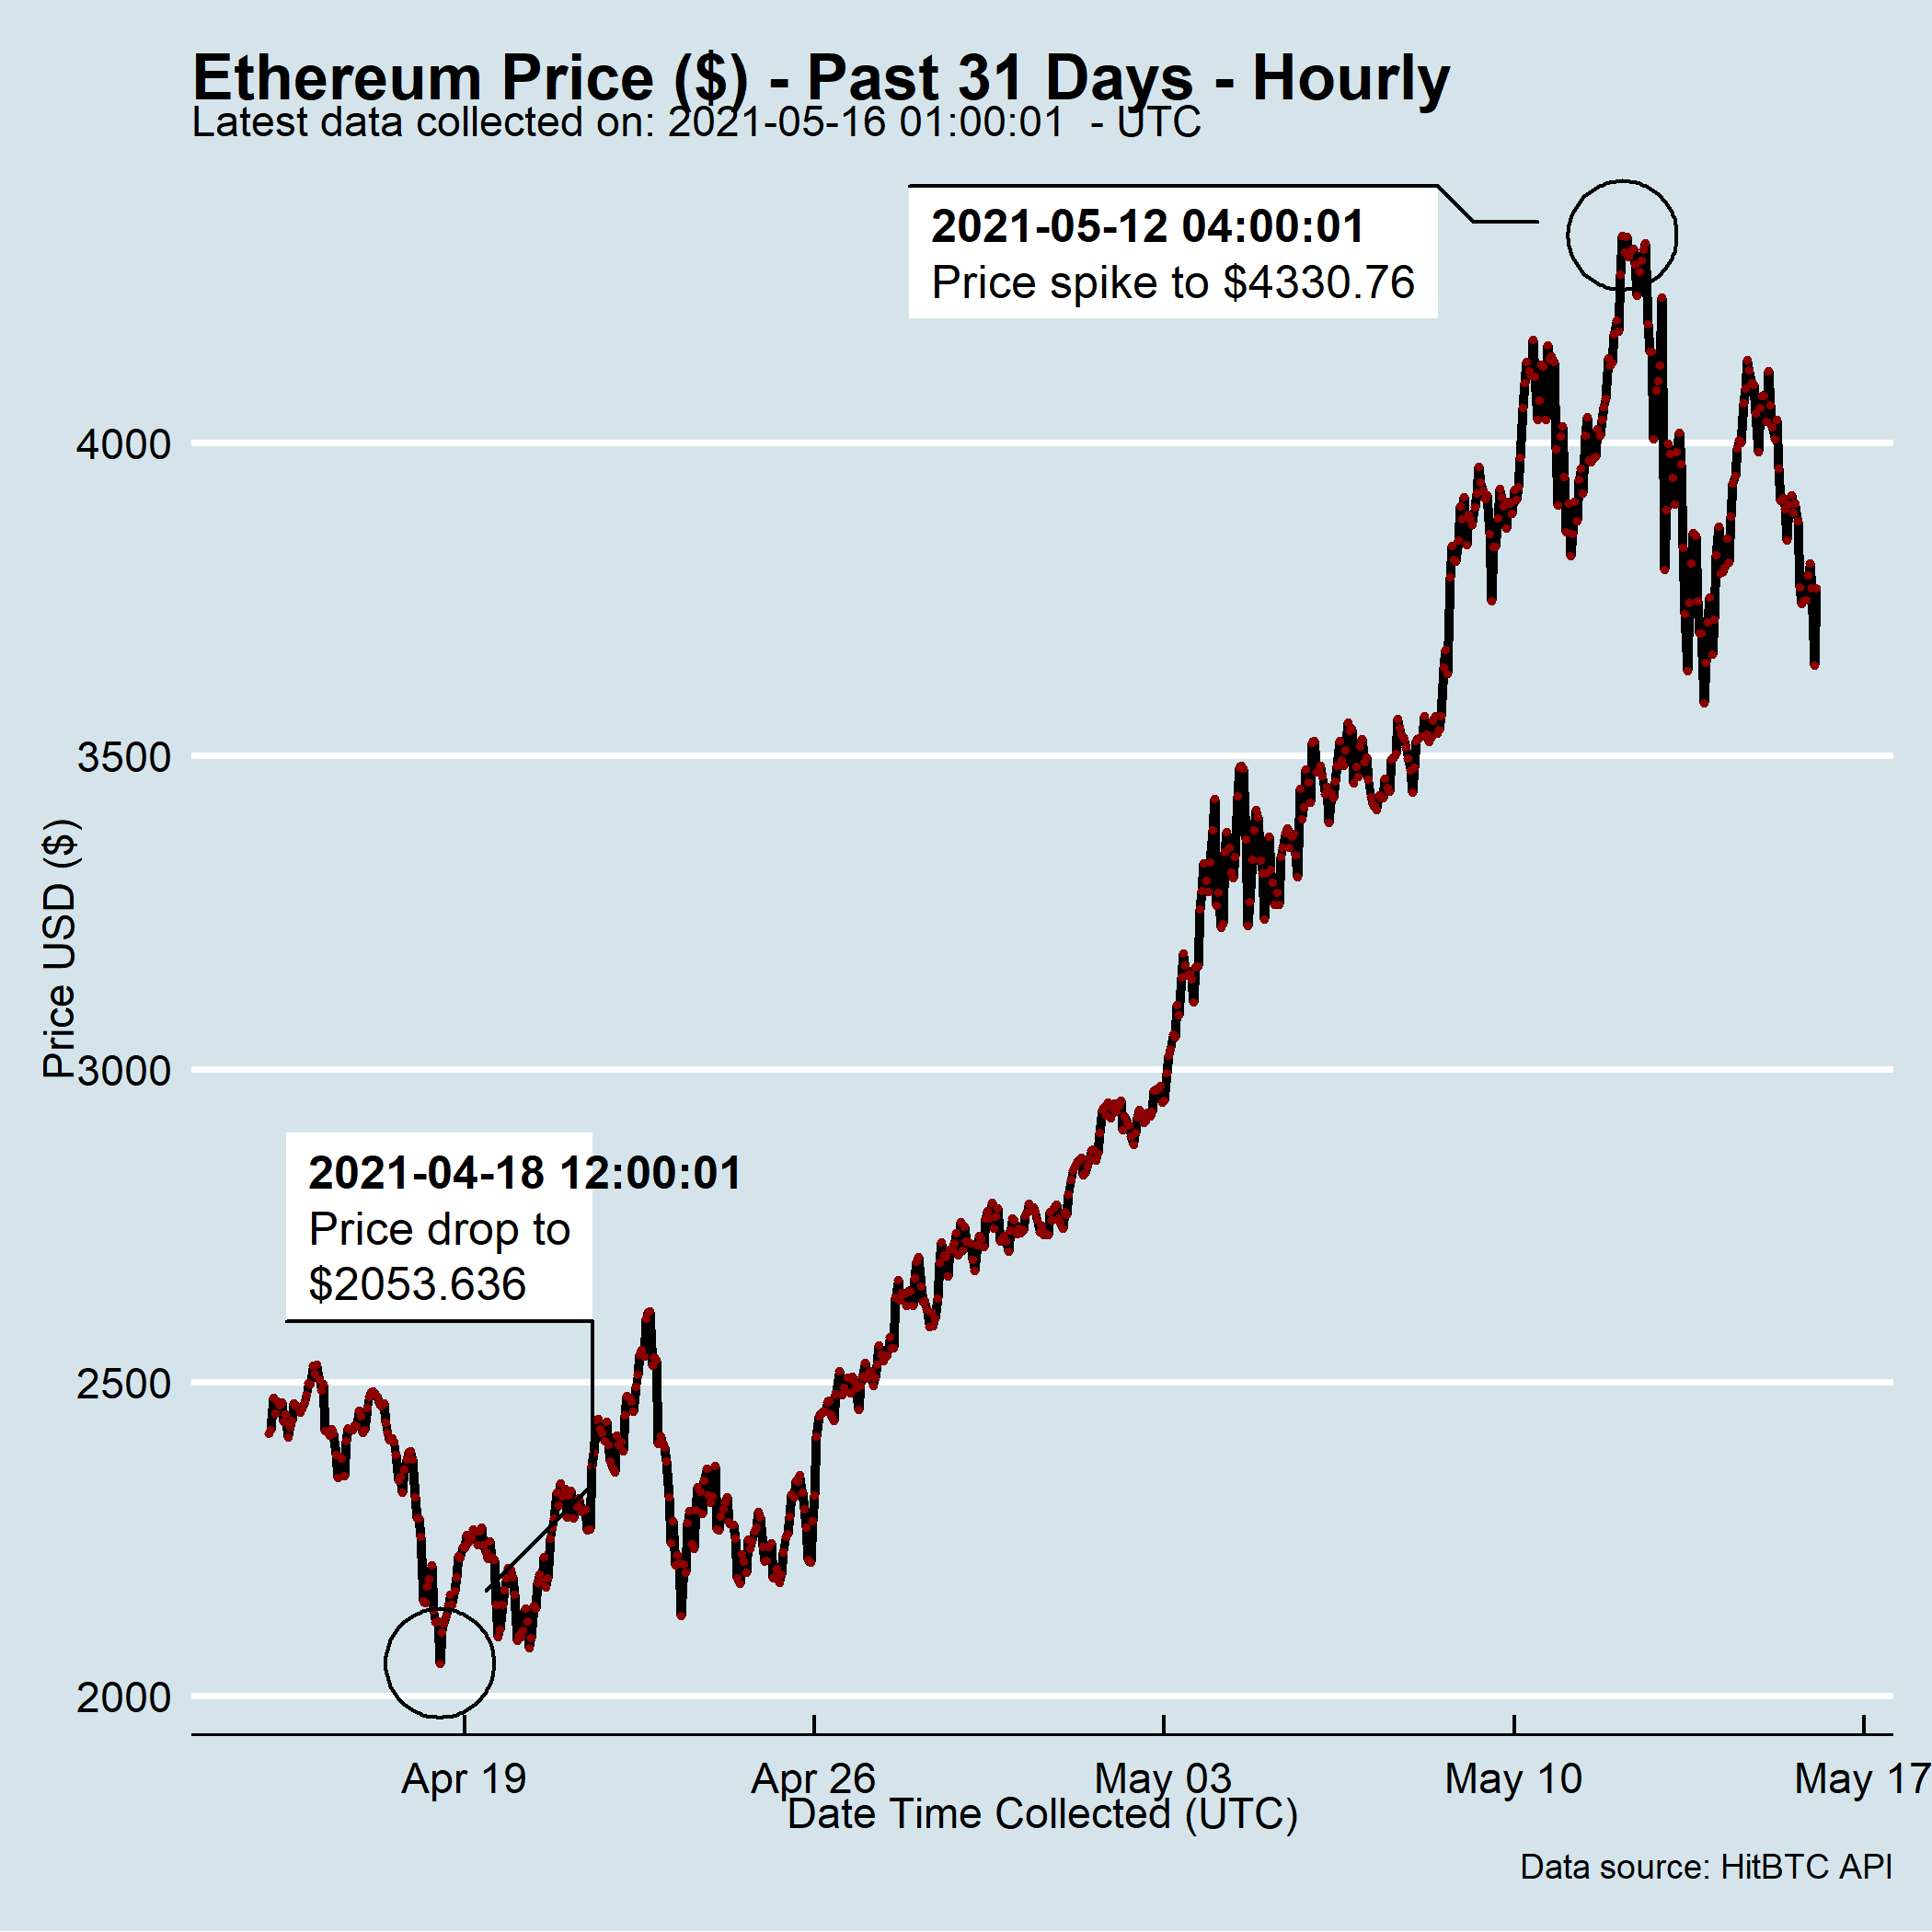 Ethereum Price ($) - Past 31 Days - Hourly
Latest data collected on: 2021-05-16 01:00:01  - UTC
2021-05-12 04:00:01
Price spike to $4330.76
4000
3500
Price USD ($)
3000
2021-04-18 12:00:01
Price drop to
$2053.636
2500
2000
Apr 19
Apr 26
May 03
May 10
May 17
Date Time Collected (UTC)
Data source: HitBTC API